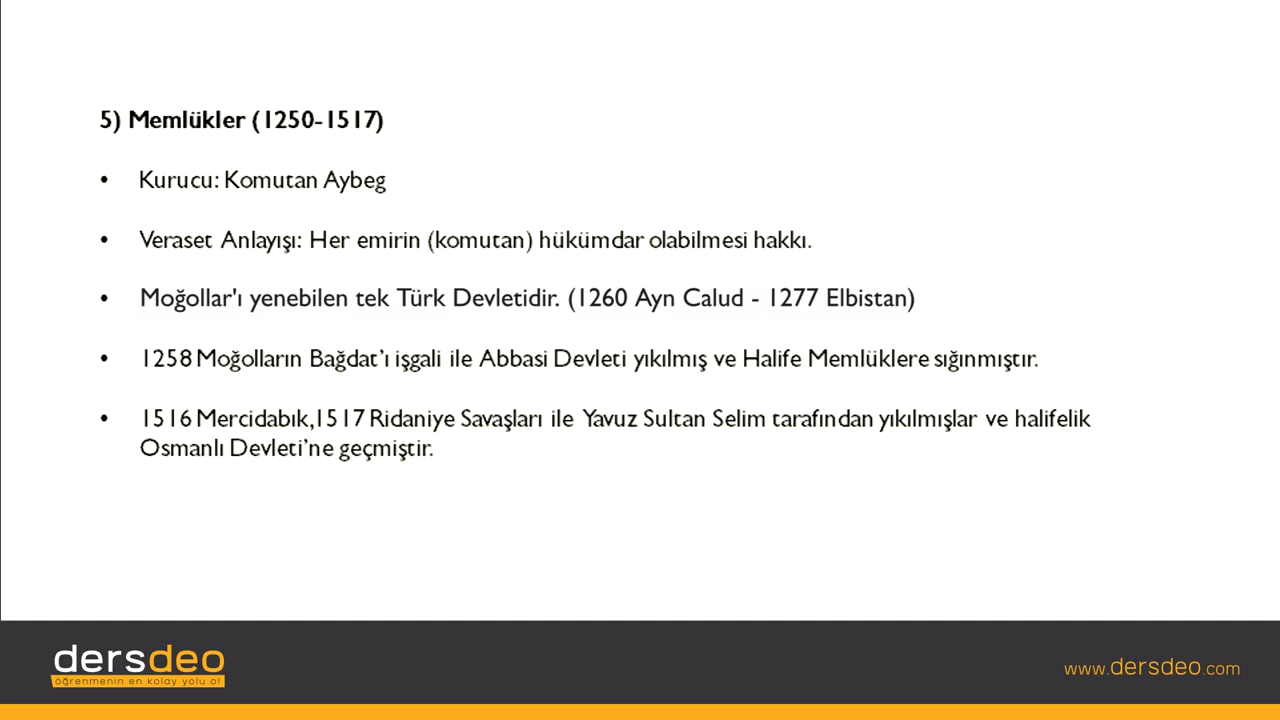 5) Memlükler (1250-1517)
• Kurucu: Komutan Aybeg
• Veraset Anlayışı: Her emirin (komutan) hükümdar olabilmesi hakkı.
• Moğollar'ı yenebilen tek Türk Devletidir. (1260 Ayn Calud - 1277 Elbistan)
• 1258 Moğolların Bağdat’ı işgali ile Abbasi Devleti yıkılmış ve Halife Memlüklere sığınmıştır.
• 1516 Mercidabık,1517 Ridaniye Savaşları ile Yavuz Sultan Selim tarafından yıkılmışlar ve halifelik
Osmanlı Devleti’ne geçmiştir.
dersdeo
öğrenmenin en kolay yolu o!
www.dersdeo.com